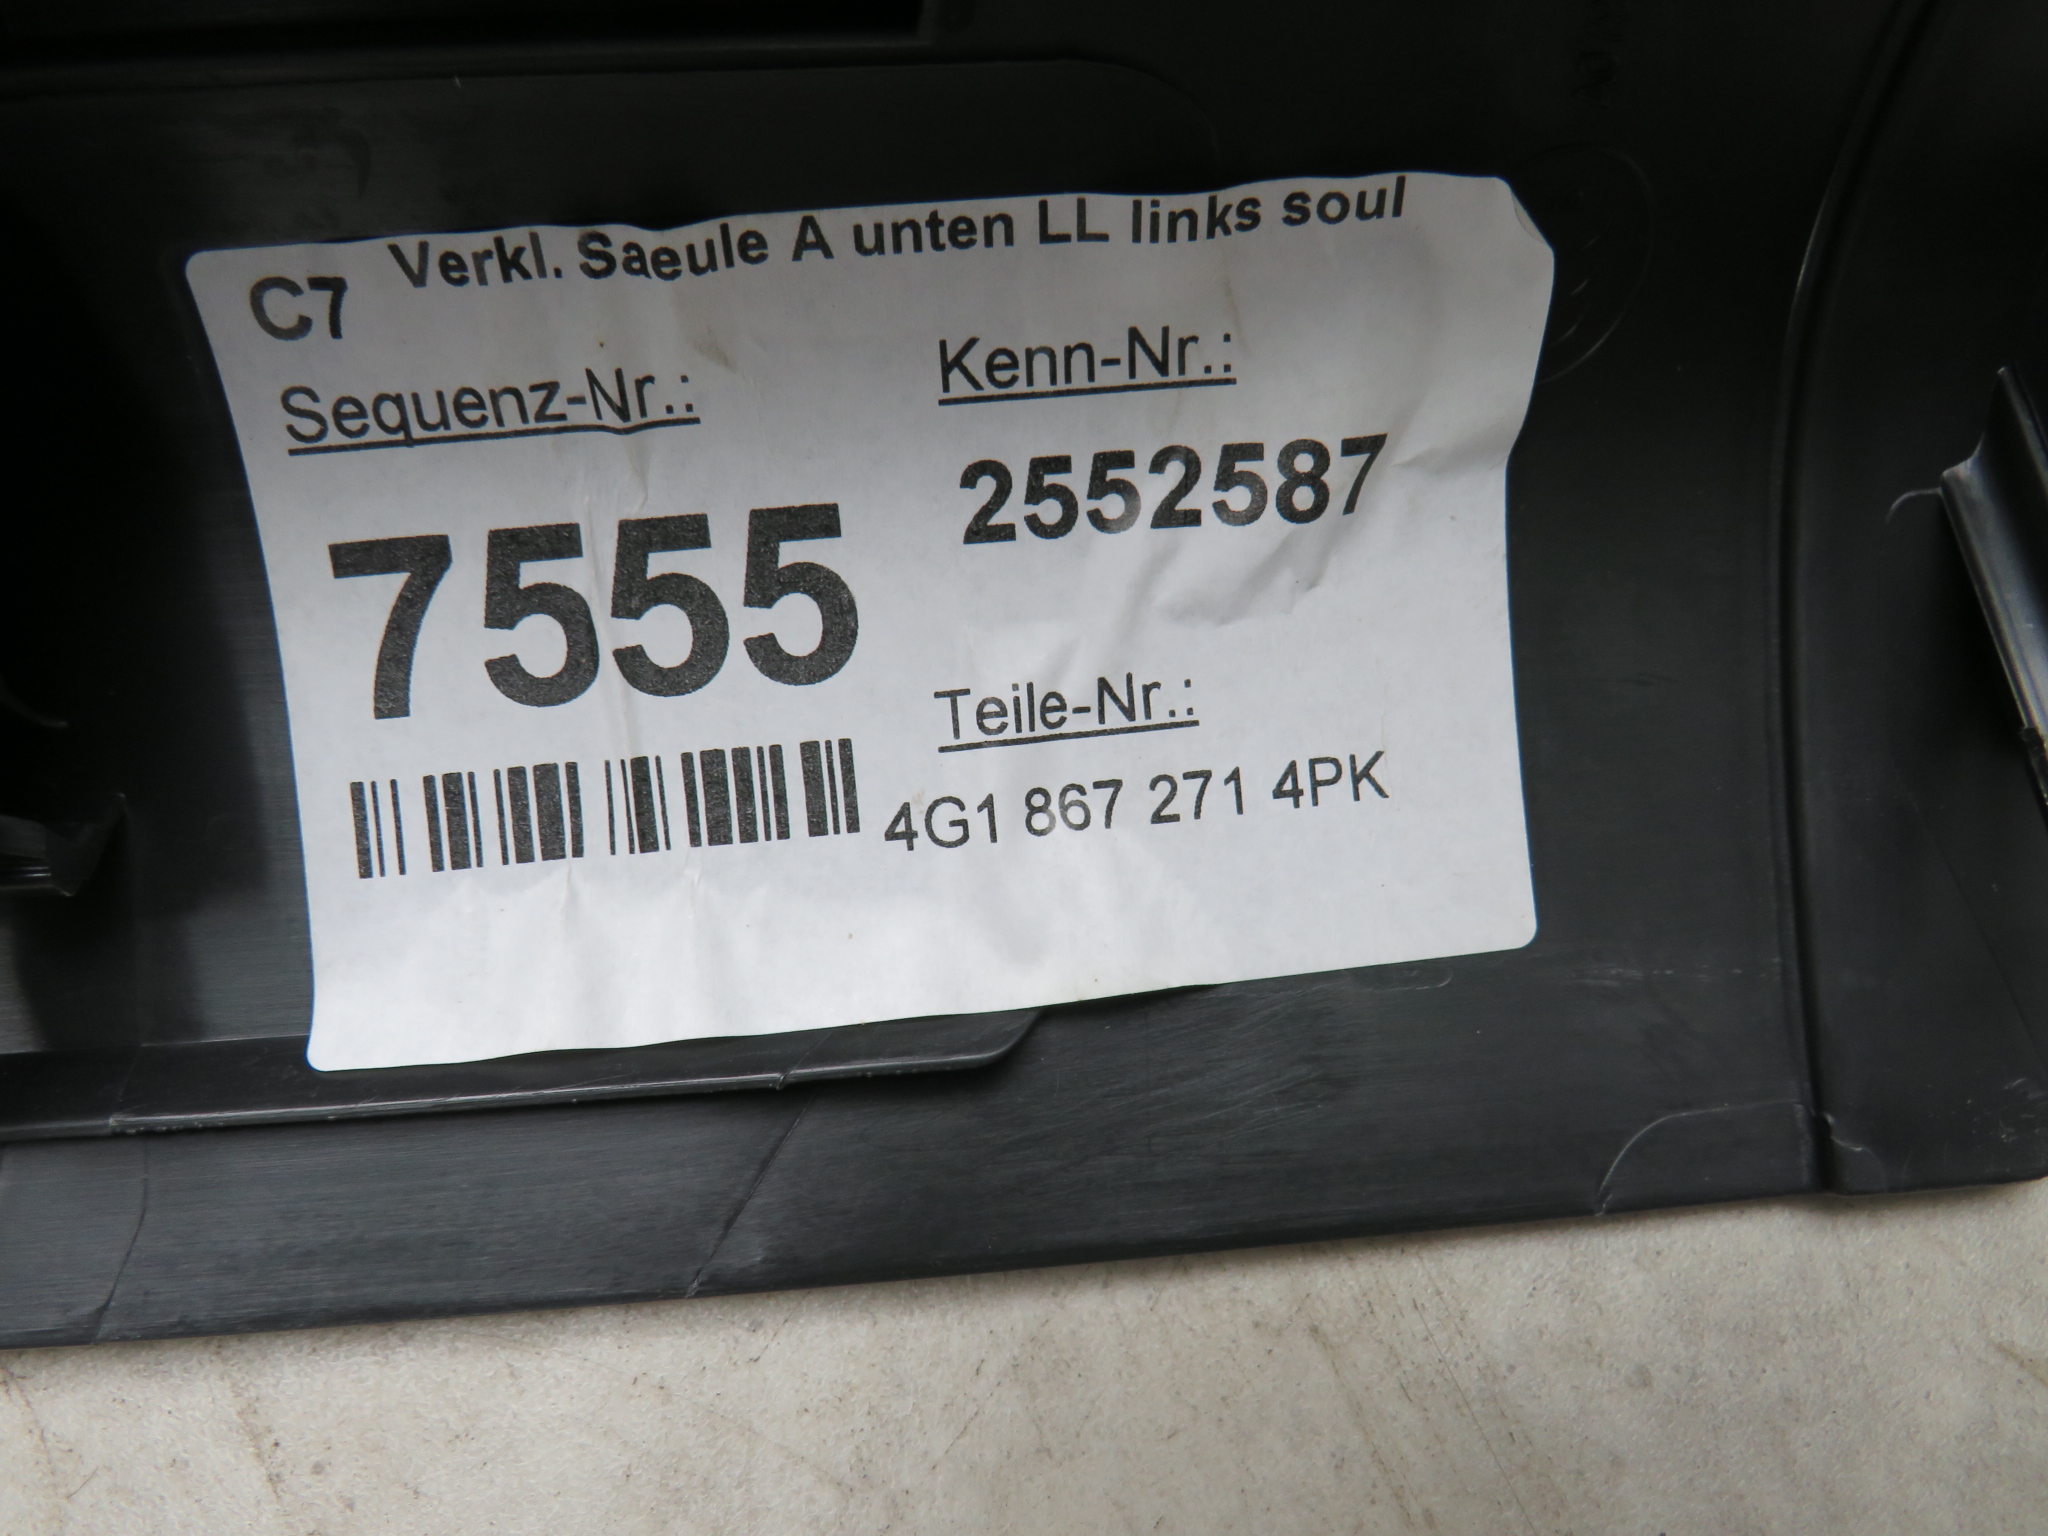 C7 Verkl. Saeule A unten LL links soul
Sequenz-Nr.:
7555
Kenn-Nr.:
2552587
Teile-Nr.:
4G1 867 271 4PK